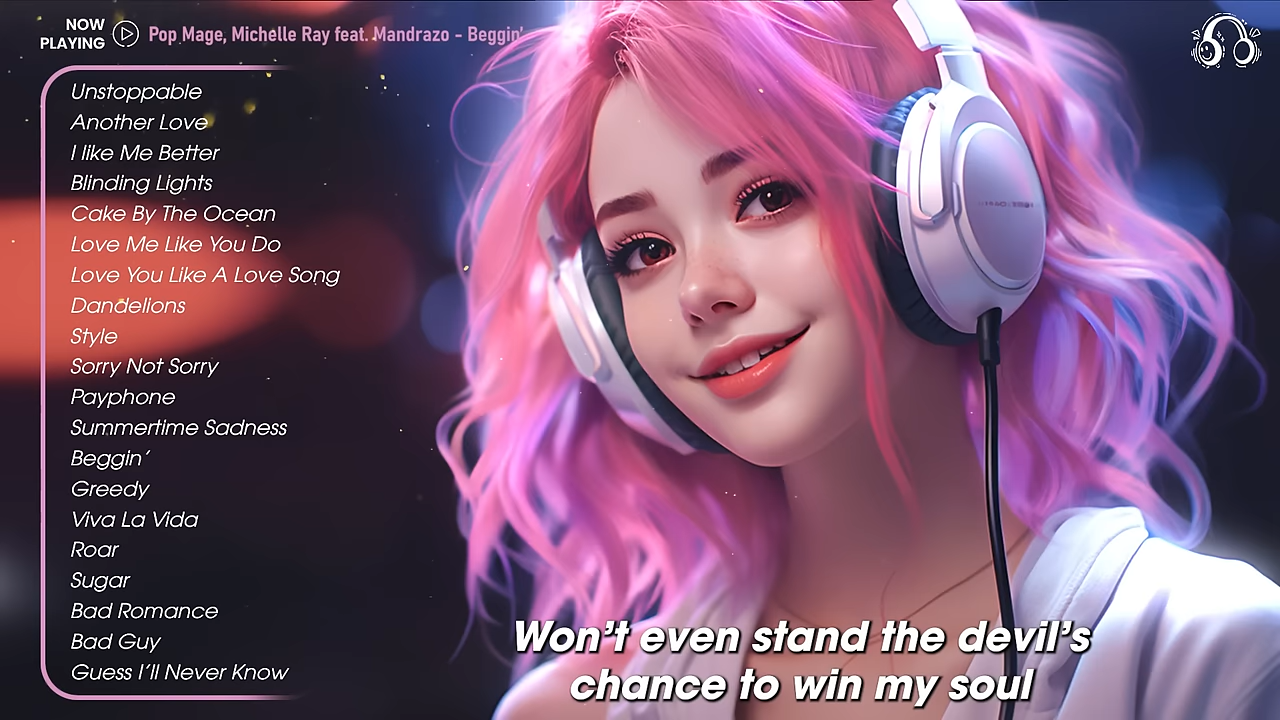 NOW
PLAYING
Pop Mage, Michelle Ray feat. Mandrazo - Beggin'
Unstoppable
Another Love
I like Me Better
Blinding Lights
Cake By The Ocean
Love Me Like You Do
Love You Like A Love Song
Dandelions
Style
Sorry Not Sorry
Payphone
Summertime Sadness
Beggin’
Greedy
Viva La Vida
Roar
Sugar
Bad Romance
Bad Guy
Guess I’ll Never Know
Won’t even stand the devil’s
chance to win my soul